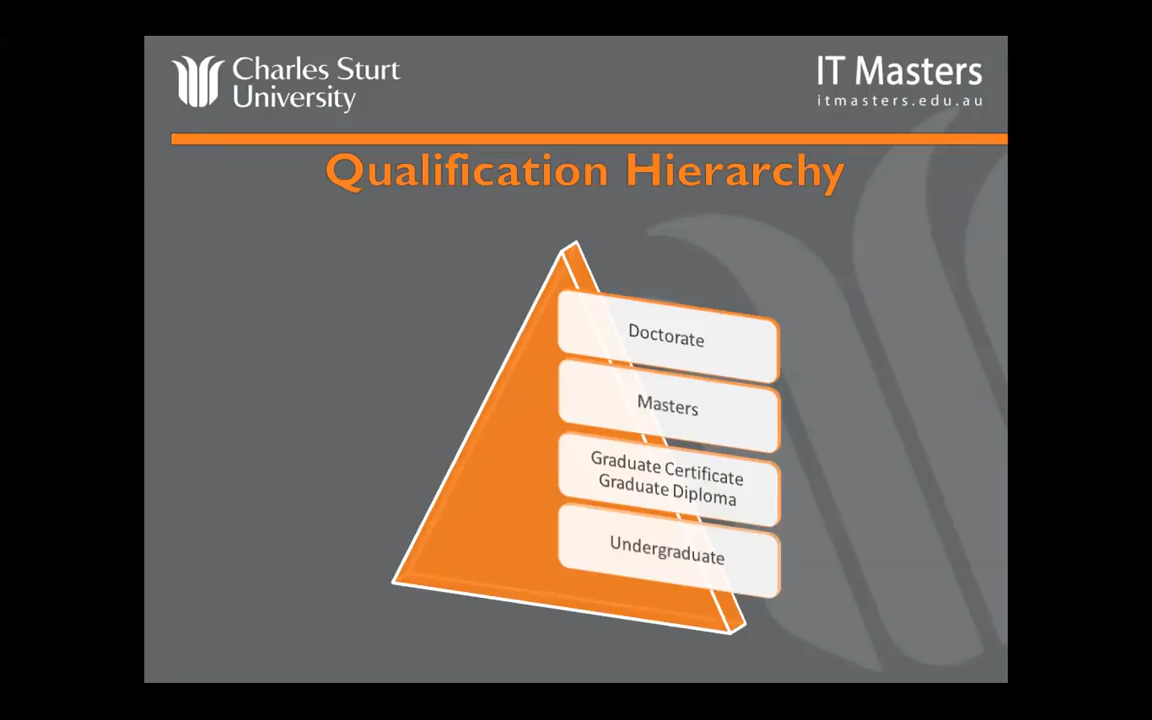 Charles Sturt
University
IT Masters
itmasters.edu.au
Qualification Hierarchy
Doctorate
Masters
Graduate Certificate
Graduate Diploma
Undergraduate